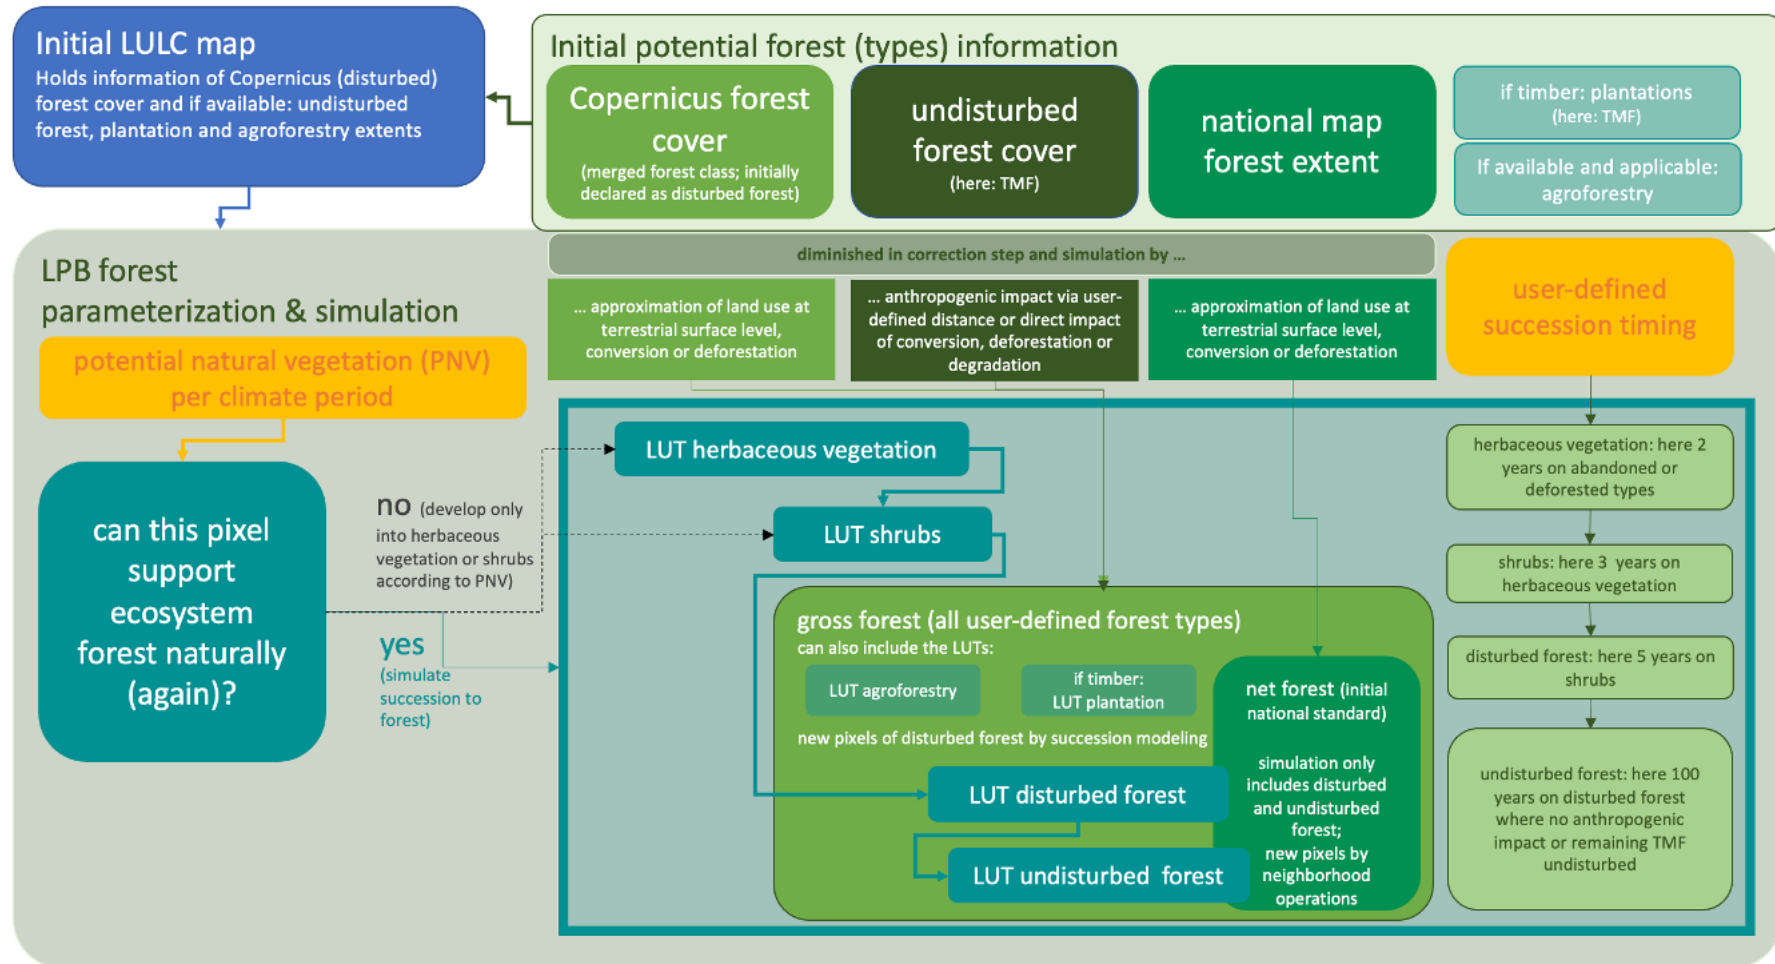 Initial LULC map
Holds information of Copernicus (disturbed)
forest cover and if available: undisturbed
forest, plantation and agroforestry extents
Initial potential forest (types) information
Copernicus forest
cover
(merged forest class; initially
declared as disturbed forest)
undisturbed
forest cover
(here: TMF)
national map
forest extent
if timber: plantations
(here: TMF)
If available and applicable:
agroforestry
LPB forest
parameterization & simulation
diminished in correction step and simulation by ...
... approximation of land use at
terrestrial surface level,
conversion or deforestation
... anthropogenic impact via user-
defined distance or direct impact
of conversion, deforestation or
degradation
... approximation of land use at
terrestrial surface level,
conversion or deforestation
user-defined
succession timing
potential natural vegetation (PNV)
per climate period
can this pixel
support
ecosystem
forest naturally
(again)?
no (develop only
into herbaceous
vegetation or shrubs
according to PNV)
yes
(simulate
succession to
forest)
LUT herbaceous vegetation
LUT shrubs
gross forest (all user-defined forest types)
can also include the LUTs:
LUT agroforestry
if timber:
LUT plantation
new pixels of disturbed forest by succession modeling
LUT disturbed forest
LUT undisturbed forest
net forest (initial
national standard)
simulation only
includes disturbed
and undisturbed
forest;
new pixels by
neighborhood
operations
herbaceous vegetation: here 2
years on abandoned or
deforested types
shrubs: here 3 years on
herbaceous vegetation
disturbed forest: here 5 years on
shrubs
undisturbed forest: here 100
years on disturbed forest
where no anthropogenic
impact or remaining TMF
undisturbed